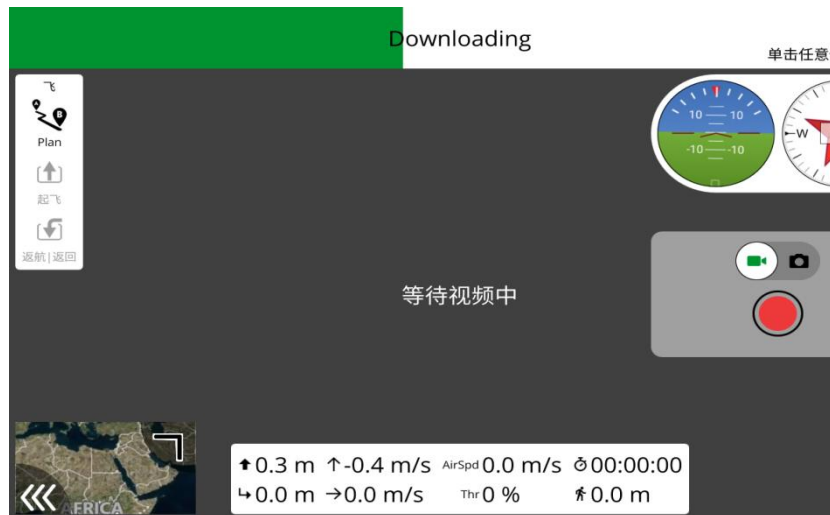 Downloading
单击任意
飞
Plan
起飞
返航|返回
10 10
-10 -10
W
等待视频中
AFRICA
0.3 m ↑-0.4 m/s AirSpd 0.0 m/s 00:00:00
0.0 m →0.0 m/s Thr 0 % 0.0 m